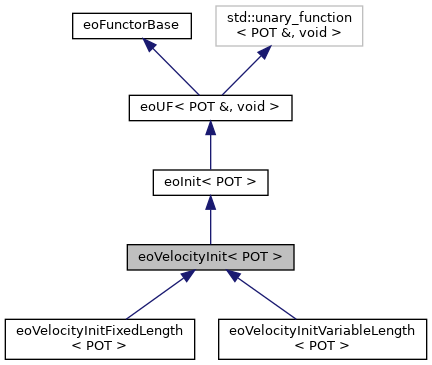 eoFunctorBase
std::unary_function
< POT &, void >
eoUF< POT &, void >
eoInit< POT >
eoVelocityInit< POT >
eoVelocityInitFixedLength
< POT >
eoVelocityInitVariableLength
< POT >